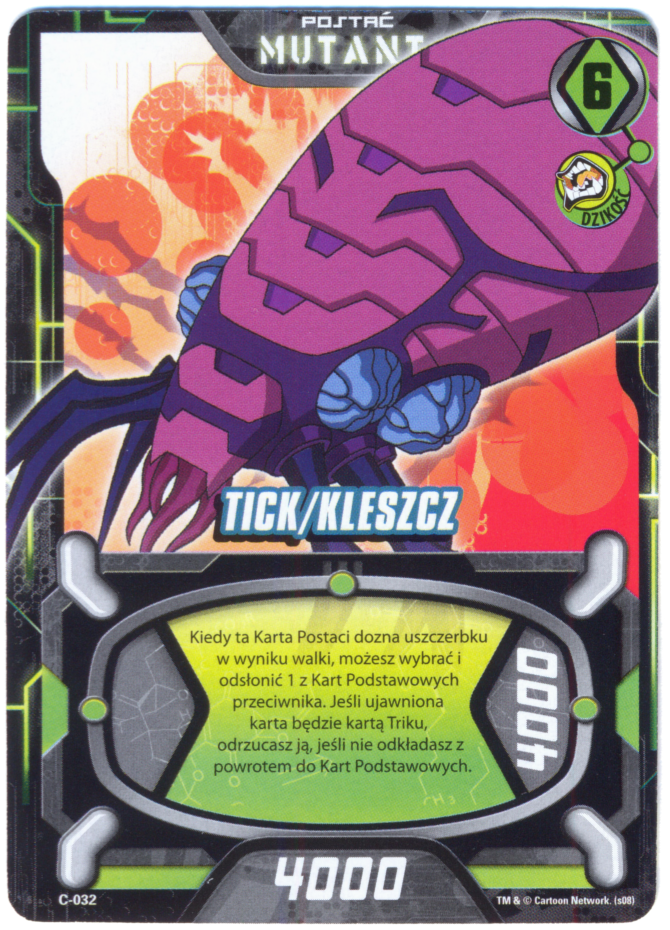 POSTAĆ
MUTANT
6
DZIKOŚĆ
TICK/KLESZCZ
Kiedy ta Karta Postaci dozna uszczerbku
w wyniku walki, możesz wybrać i
odsłonić 1 z Kart Podstawowych
przeciwnika. Jeśli ujawniona
karta będzie kartą Triku,
odrzucasz ją, jeśli nie odkładasz z
powrotem do Kart Podstawowych.
4000
CH3
4000
C-032
TM & © Cartoon Network. (s08)